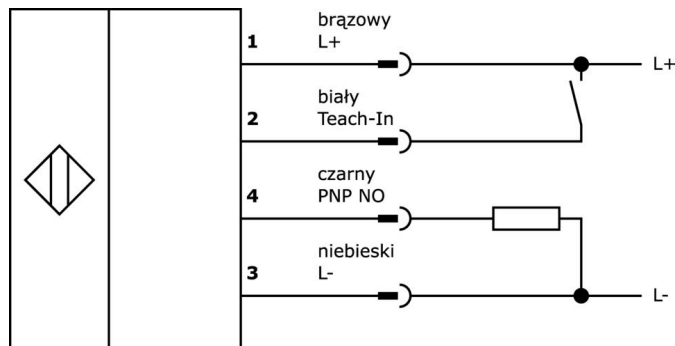 brązowy
1 L+
L+
biały
2 Teach-In
czarny
4 PNP NO
niebieski
3 L-
L-